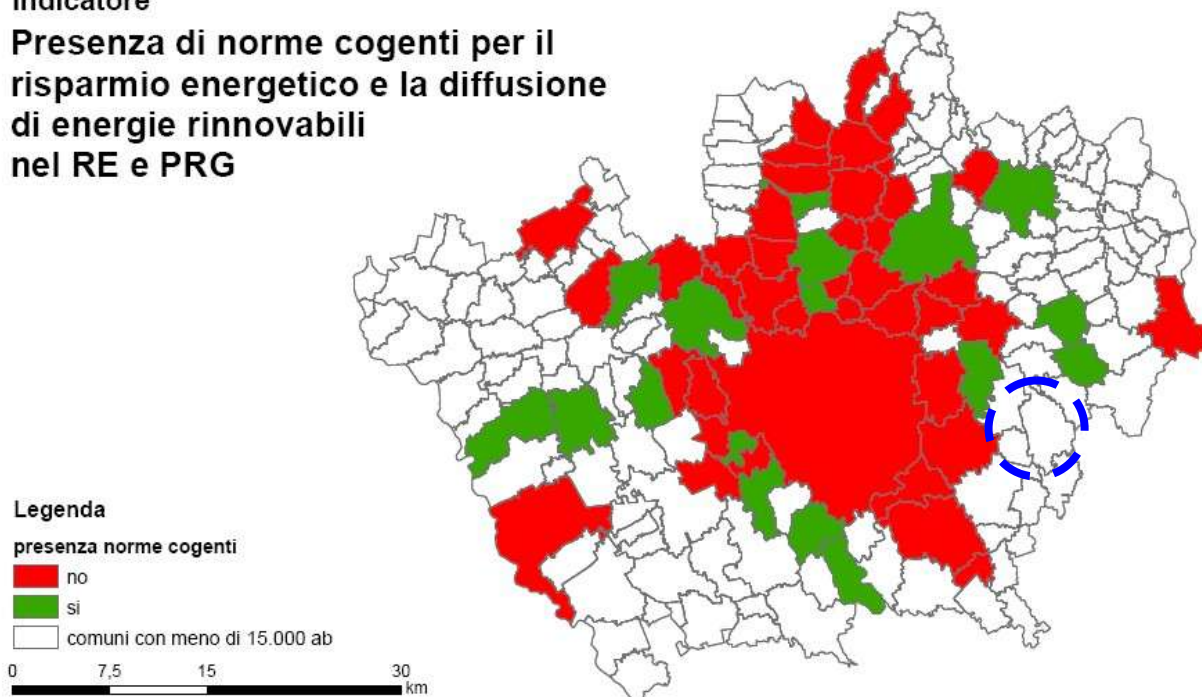 Indicatore
Presenza di norme cogenti per il
risparmio energetico e la diffusione
di energie rinnovabili
nel RE e PRG
Legenda
presenza norme cogenti
no
si
comuni con meno di 15.000 ab
0 7,5 15 30
km